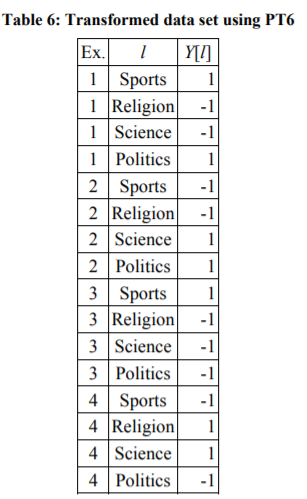 Table 6: Transformed data set using PT6
Ex. l Y[l]
1 Sports 1
1 Religion -1
1 Science -1
1 Politics 1
2 Sports -1
2 Religion -1
2 Science 1
2 Politics 1
3 Sports 1
3 Religion -1
3 Science -1
3 Politics -1
4 Sports -1
4 Religion 1
4 Science 1
4 Politics -1